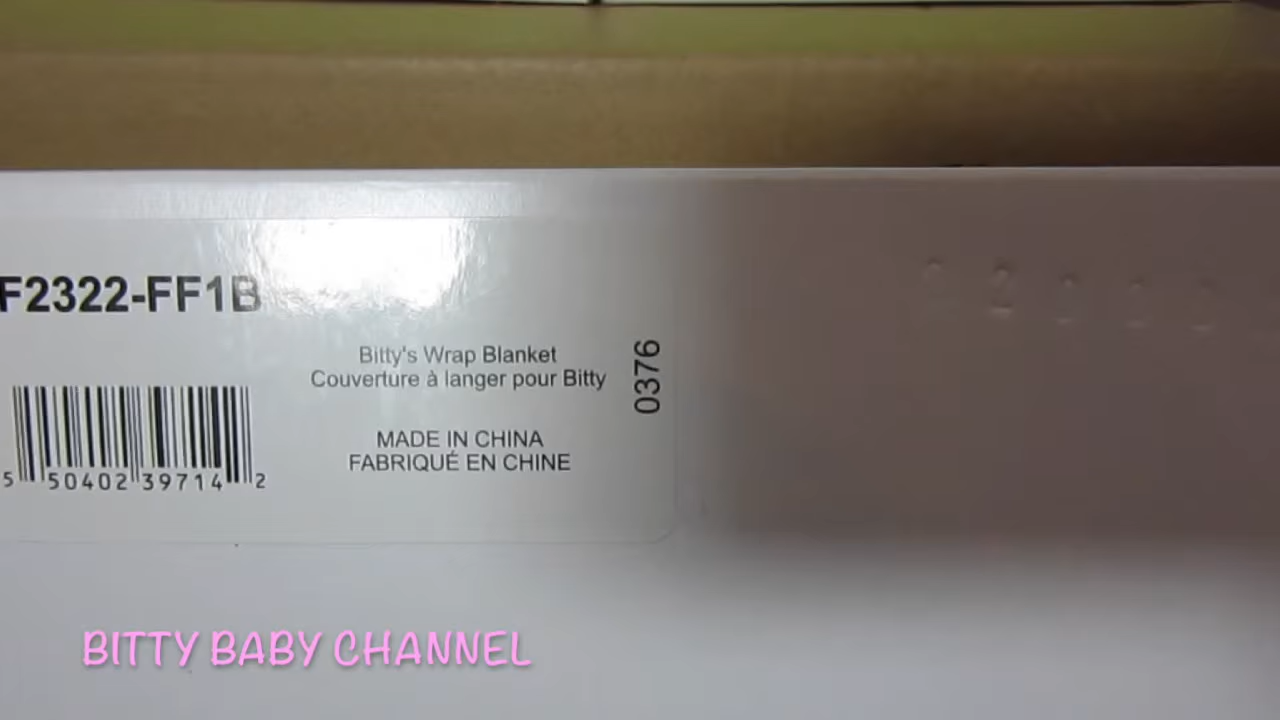 F2322-FF1B
Bitty's Wrap Blanket
Couverture à langer pour Bitty
0376
MADE IN CHINA
FABRIQUÉ EN CHINE
5 50402 39714 2
BITTY BABY CHANNEL